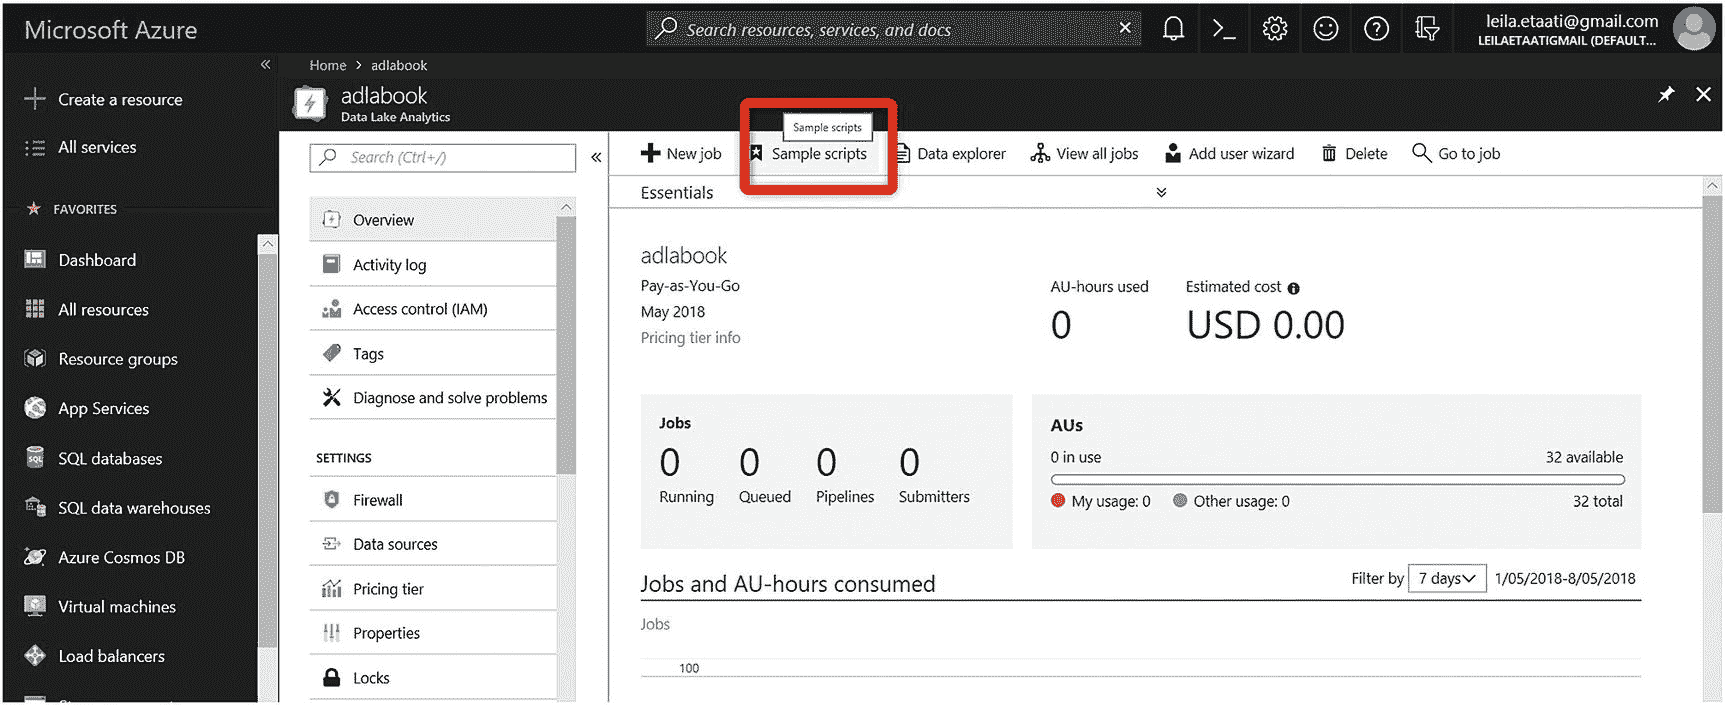 Microsoft Azure
Search resources, services, and docs
leila.etaati@gmail.com
LEILAETAATIGMAIL (DEFAULT...
Create a resource
All services
FAVORITES
Dashboard
All resources
Resource groups
App Services
SQL databases
SQL data warehouses
Azure Cosmos DB
Virtual machines
Load balancers
Home > adlabook
adlabook
Data Lake Analytics
Search (Ctrl+/)
Overview
Activity log
Access control (IAM)
Tags
Diagnose and solve problems
SETTINGS
Firewall
Data sources
Pricing tier
Properties
Locks
Sample scripts
New job Sample scripts Data explorer View all jobs Add user wizard Delete Go to job
Essentials
adlabook
Pay-as-You-Go
May 2018
Pricing tier info
AU-hours used
0
Estimated cost
USD 0.00
Jobs
0 0 0 0
Running Queued Pipelines Submitters
AUs
0 in use 32 available
My usage: 0 Other usage: 0 32 total
Jobs and AU-hours consumed
Filter by 7 days 1/05/2018-8/05/2018
Jobs
100